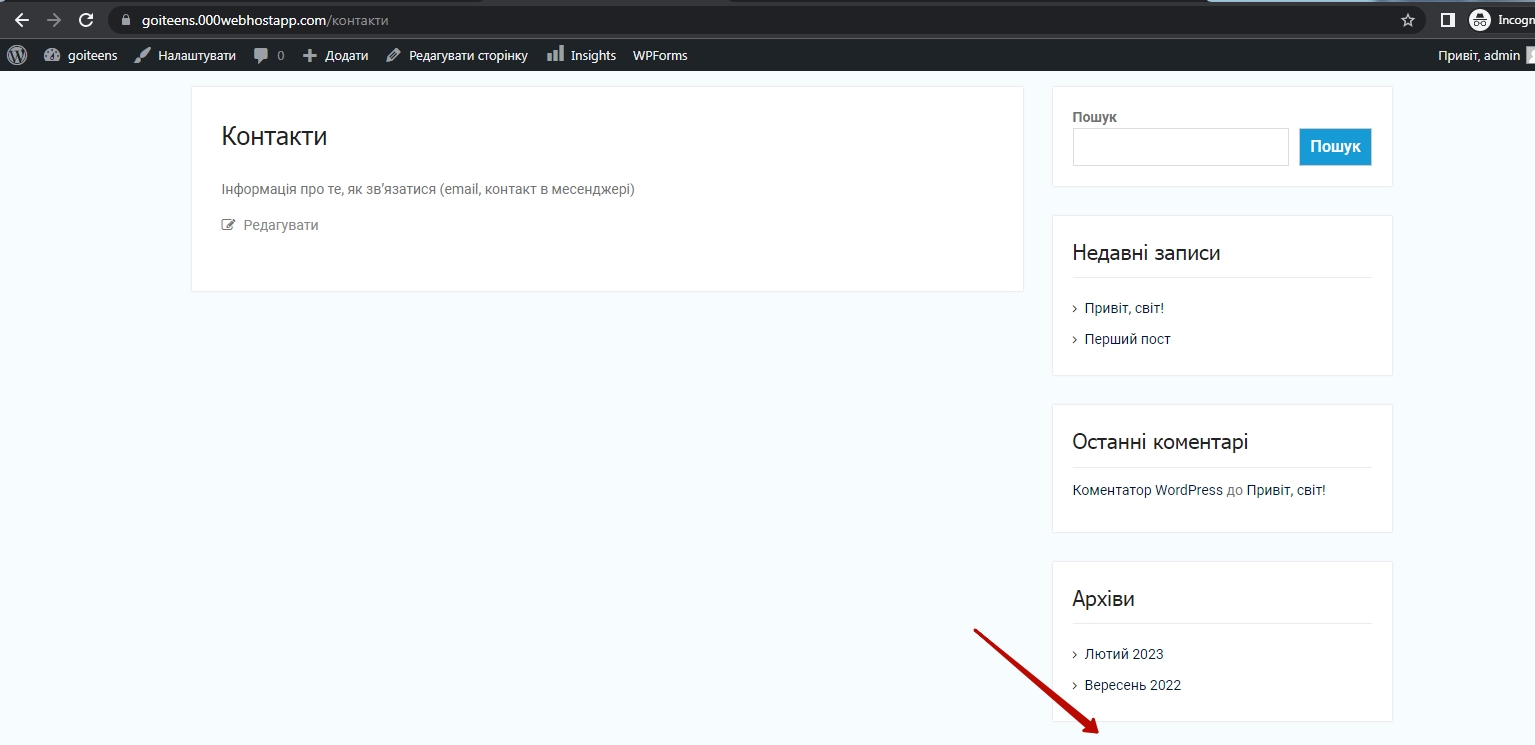 goiteens.000webhostapp.com/контакти
Incogn
goiteens Налаштувати 0 Додати Редагувати сторінку Insights WPForms Привіт, admin
Контакти
Інформація про те, як зв’язатися (email, контакт в месенджері)
Редагувати
Пошук
Пошук
Недавні записи
Привіт, світ!
Перший пост
Останні коментарі
Коментатор WordPress до Привіт, світ!
Архіви
Лютий 2023
Вересень 2022